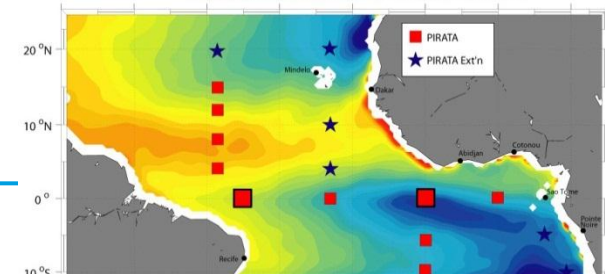 PIRATA
PIRATA Ext'n
20 °N
Mindelo
Dakar
10 °N
Abidjan
Cotonou
0 °
Sao Tome
Pointe
Noire
Recife
10 °S